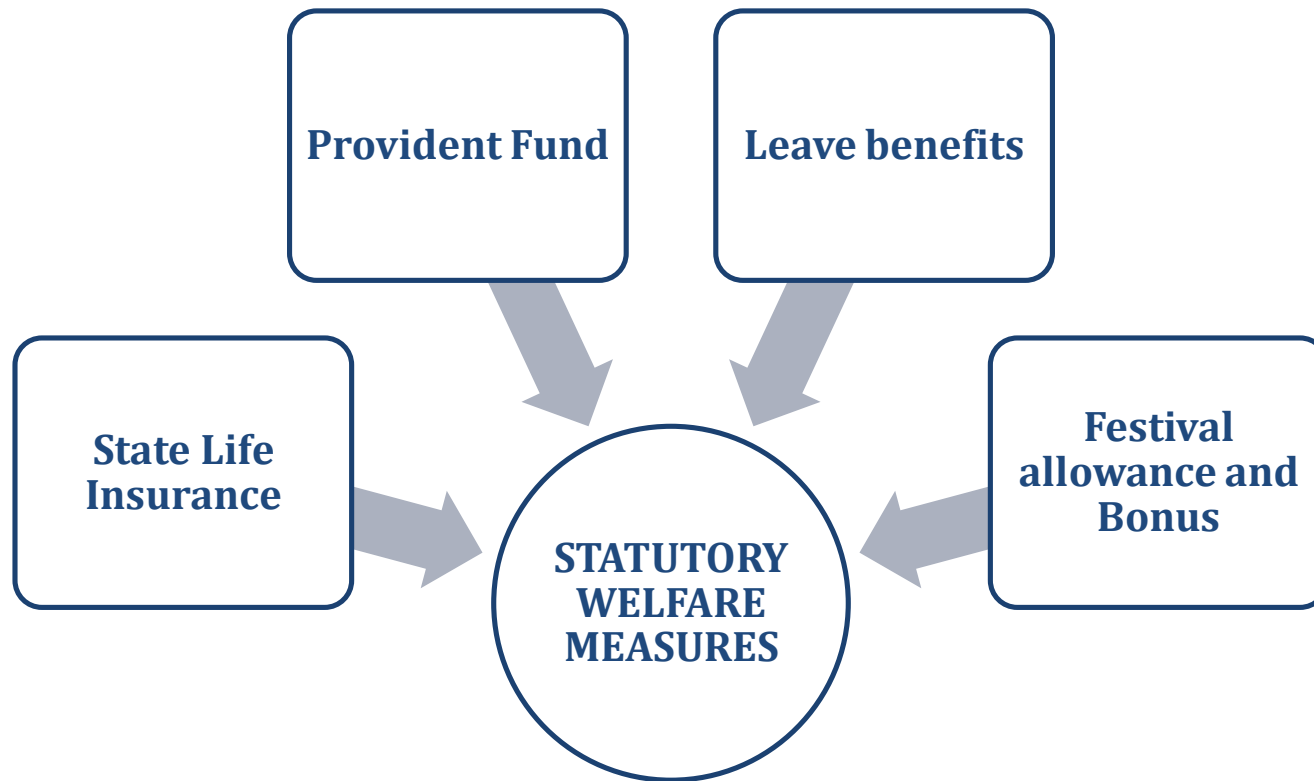 Provident Fund
Leave benefits
State Life
Insurance
Festival
allowance and
Bonus
STATUTORY
WELFARE
MEASURES